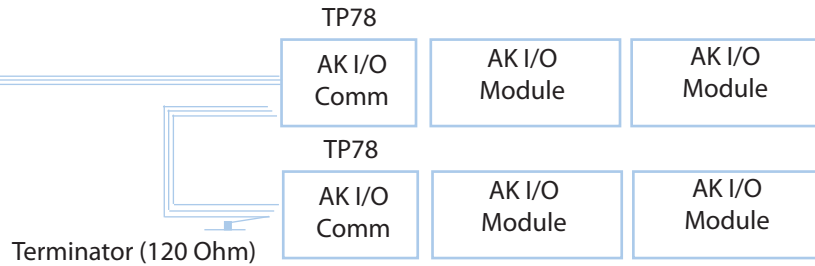 TP78
AK I/O
Comm
AK I/O
Module
AK I/O
Module
TP78
AK I/O
Comm
AK I/O
Module
AK I/O
Module
Terminator (120 Ohm)